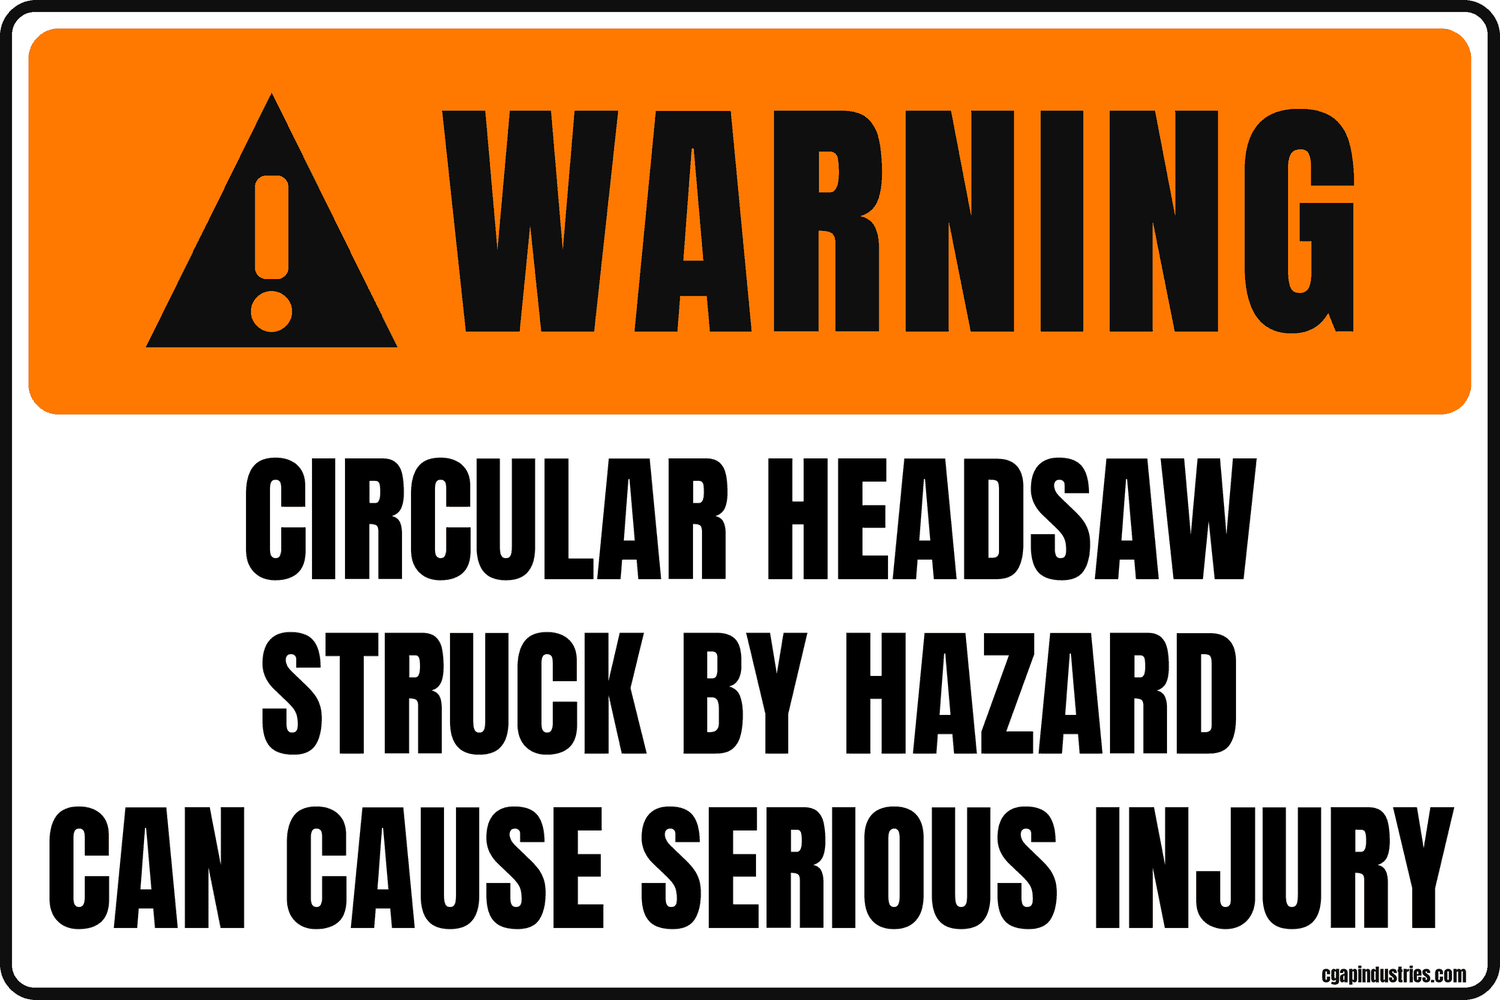 WARNING
CIRCULAR HEADSAW
STRUCK BY HAZARD
CAN CAUSE SERIOUS INJURY
cgapindustries.com